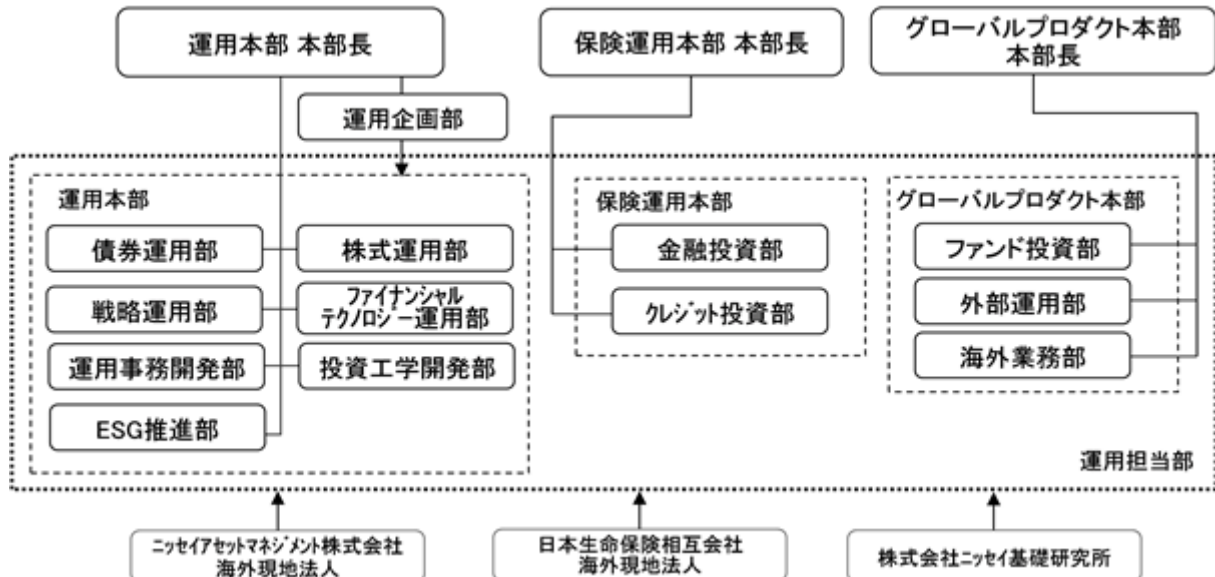 運用本部 本部長
保険運用本部 本部長
グローバルプロダクト本部
本部長
運用企画部
運用本部
債券運用部
株式運用部
戦略運用部
ファイナンシャル
テクノロジー運用部
運用事務開発部
投資工学開発部
ESG推進部
保険運用本部
金融投資部
クレジット投資部
グローバルプロダクト本部
ファンド投資部
外部運用部
海外業務部
運用担当部
ニッセイアセットマネジメント株式会社
海外現地法人
日本生命保険相互会社
海外現地法人
株式会社ニッセイ基礎研究所